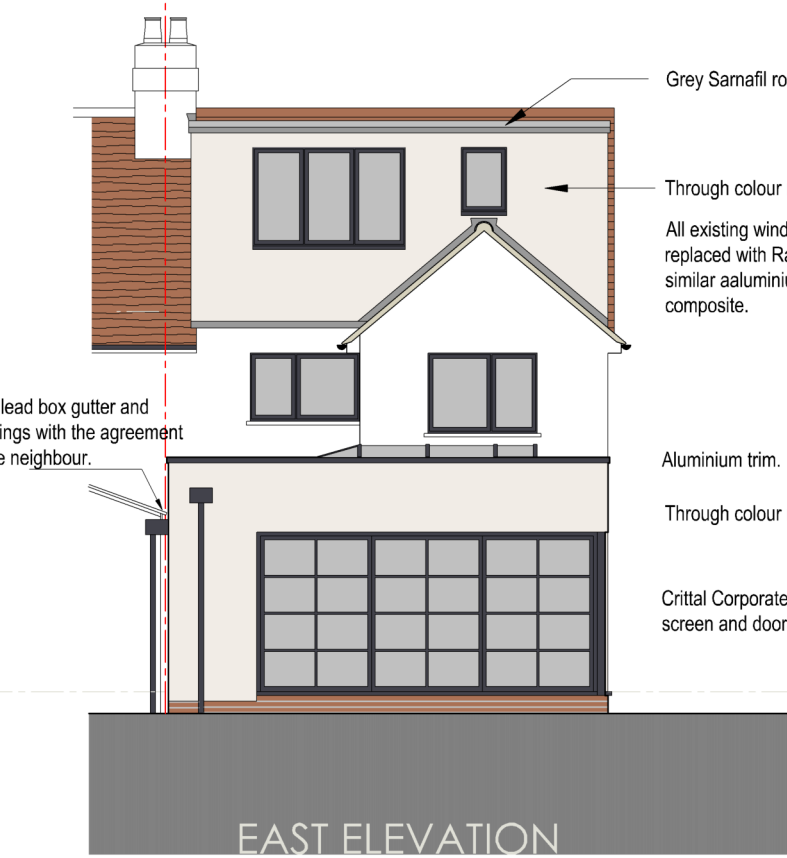 Grey Sarnafil ro
Through colour
All existing wind
replaced with Ra
similar aaluminiu
composite.
lead box gutter and
ings with the agreement
e neighbour.
Aluminium trim.
Through colour
Crittal Corporate
screen and door
EAST ELEVATION